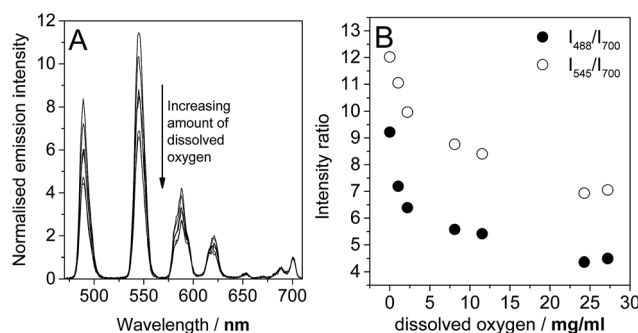 A
Normalised emission intensity
12
10
8
6
4
2
0
Increasing
amount of
dissolved
oxygen
500
550
600
650
700
Wavelength / nm
B
Intensity ratio
13
12
11
10
9
8
7
6
5
4
I488/I700
I545/I700
0
5
10
15
20
25
30
dissolved oxygen / mg/ml